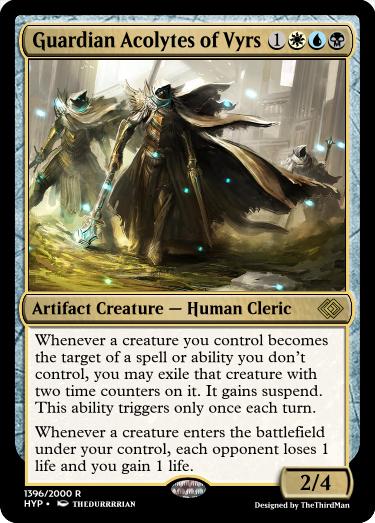 Guardian Acolytes of Vyrs 1
Artifact Creature — Human Cleric
Whenever a creature you control becomes
the target of a spell or ability you don't
control, you may exile that creature with
two time counters on it. It gains suspend.
This ability triggers only once each turn.
Whenever a creature enters the battlefield
under your control, each opponent loses 1
life and you gain 1 life.
2/4
1396/2000 R
HYP • THEDURRRRIAN
Designed by TheThirdMan